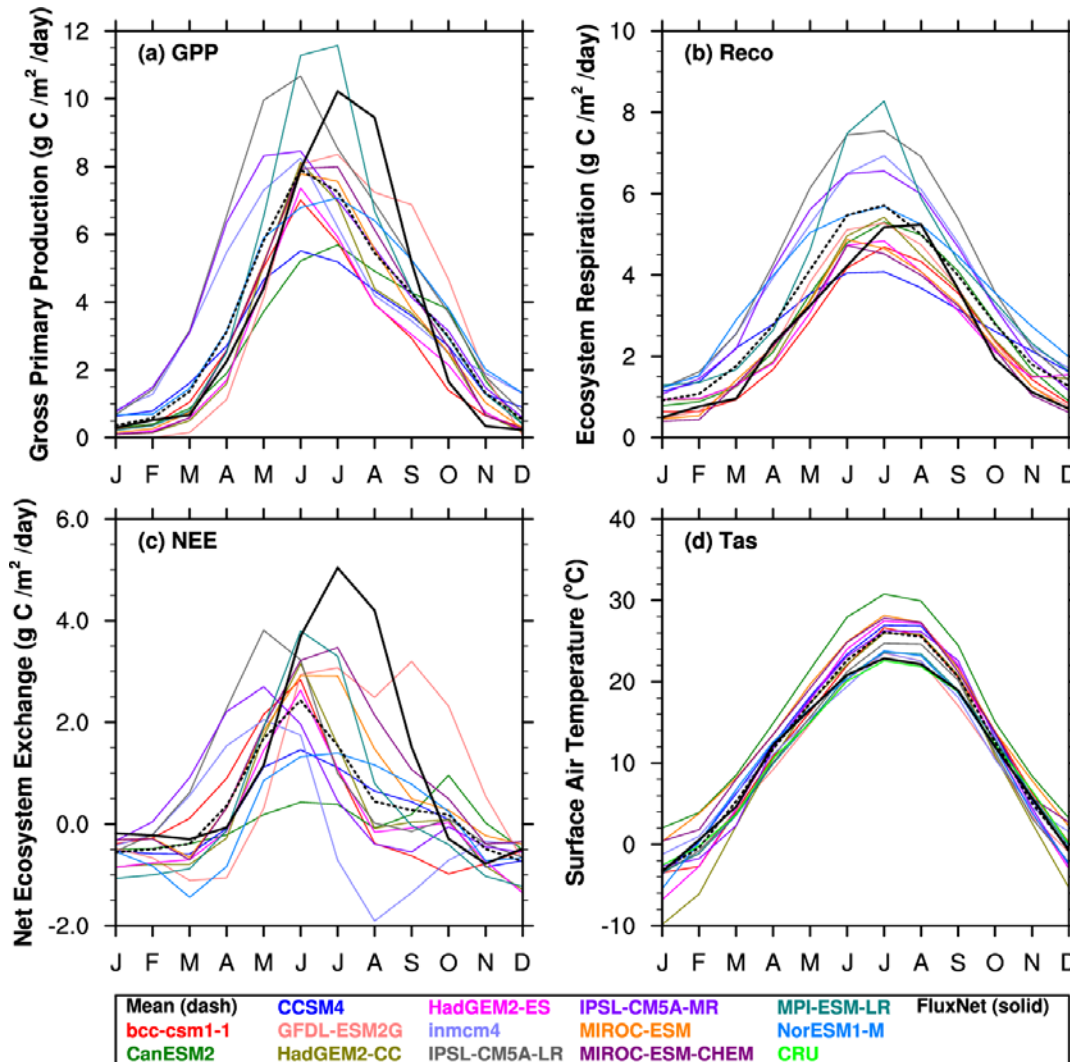 (a) GPP
Gross Primary Production (g C /m² /day)
12
10
8
6
4
2
0
J F M A M J J A S O N D
(b) Reco
Ecosystem Respiration (g C /m² /day)
10
8
6
4
2
0
J F M A M J J A S O N D
(c) NEE
Net Ecosystem Exchange (g C /m² /day)
6.0
4.0
2.0
0.0
-2.0
J F M A M J J A S O N D
(d) Tas
Surface Air Temperature (°C)
40
30
20
10
0
-10
J F M A M J J A S O N D
Mean (dash) CCSM4 HadGEM2-ES IPSL-CM5A-MR MPI-ESM-LR FluxNet (solid)
bcc-csm1-1 GFDL-ESM2G inmcm4 MIROC-ESM NorESM1-M
CanESM2 HadGEM2-CC IPSL-CM5A-LR MIROC-ESM-CHEM CRU